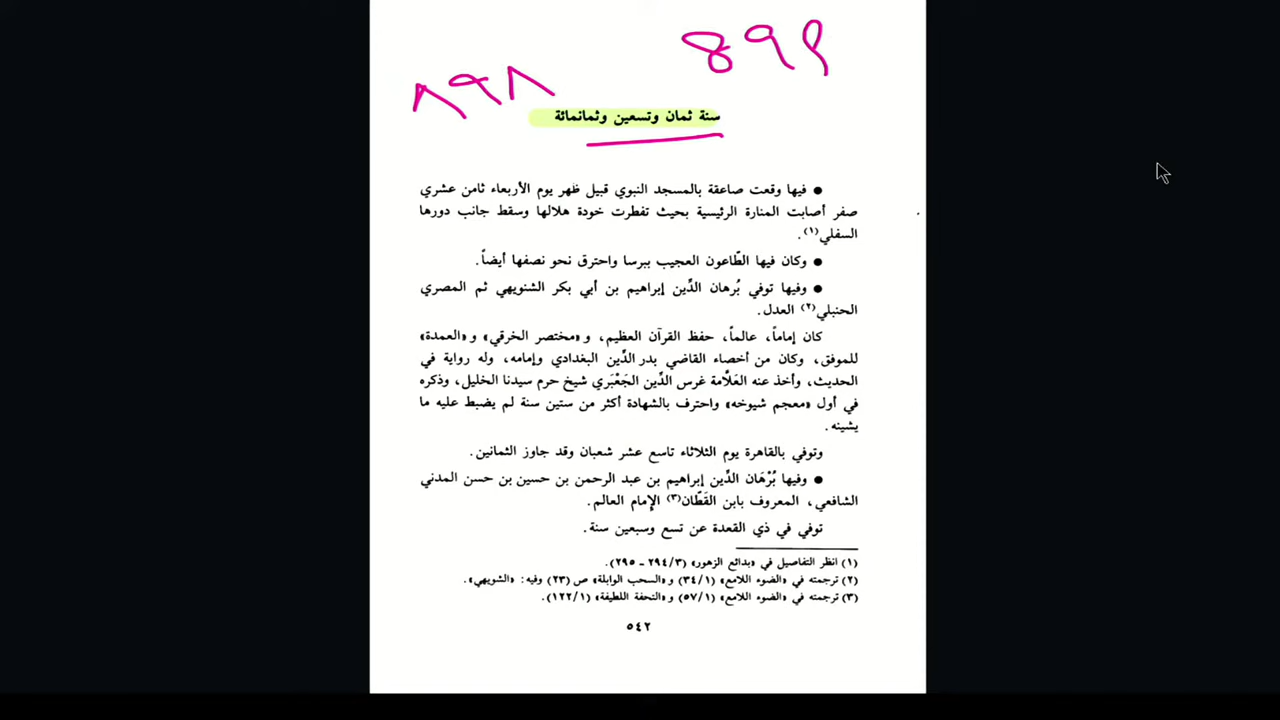 899
٨٩٨
سنة ثمان وتسعين وثمانمائة
● فيها وقعت صاعقة بالمسجد النبوي قبيل ظهر يوم الأربعاء ثامن عشري
صفر أصابت المنارة الرئيسية بحيث تفطرت خودة هلالها وسقط جانب دورها
السفلي(١).
● وكان فيها الطّاعون العجيب ببرسا واحترق نحو نصفها أيضاً.
● وفيها توفي بُرهان الدِّين إبراهيم بن أبي بكر الشنويهي ثم المصري
الحنبلي(٢) العدل.
كان إماماً، عالماً، حفظ القرآن العظيم، و«مختصر الخرقي» و«العمدة»
للموفق، وكان من أخصاء القاضي بدر الدِّين البغدادي وإمامه، وله رواية في
الحديث، وأخذ عنه العَلاَّمة غرس الدِّين الجَعْبَري شيخ حرم سيدنا الخليل، وذكره
في أول «معجم شيوخه» واحترف بالشهادة أكثر من ستين سنة لم يضبط عليه ما
يشينه.
وتوفي بالقاهرة يوم الثلاثاء تاسع عشر شعبان وقد جاوز الثمانين.
● وفيها بُرْهَان الدِّين إبراهيم بن عبد الرحمن بن حسين بن حسن المدني
الشافعي، المعروف بابن القَطَّان(٣) الإمام العالم.
توفي في ذي القعدة عن تسع وسبعين سنة.
(١) انظر التفاصيل في «بدائع الزهور» (٣/٢٩٤ ـ ٢٩٥).
(٢) ترجمته في «الضوء اللامع» (١/٣٤) و«السحب الوابلة» ص (٢٣) وفيه: «الشويهي».
(٣) ترجمته في «الضوء اللامع» (١/٥٧) و«التحفة اللطيفة» (١/١٢٢).
٥٤٢